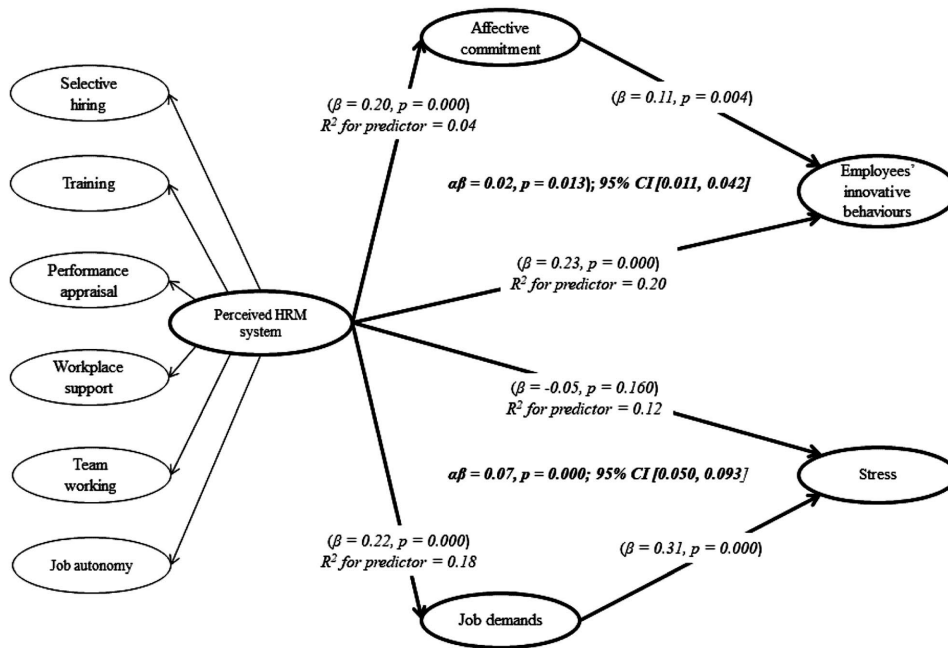 Affective
commitment
Selective
hiring
(β = 0.20, p = 0.000)
R² for predictor = 0.04
(β = 0.11, p = 0.004)
Training
αβ = 0.02, p = 0.013); 95% CI [0.011, 0.042]
Employees'
innovative
behaviours
Performance
appraisal
(β = 0.23, p = 0.000)
R² for predictor = 0.20
Perceived HRM
system
Workplace
support
(β = -0.05, p = 0.160)
R² for predictor = 0.12
Team
working
αβ = 0.07, p = 0.000; 95% CI [0.050, 0.093]
Stress
Job autonomy
(β = 0.22, p = 0.000)
R² for predictor = 0.18
(β = 0.31, p = 0.000)
Job demands